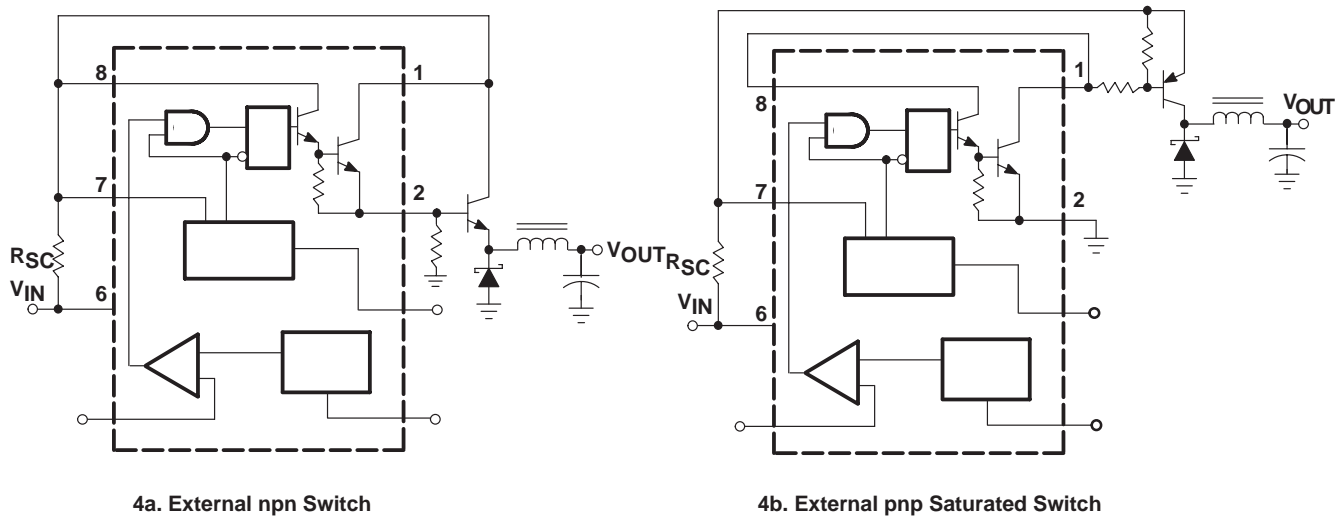 8
1
7
2
RSC
VIN
6
VOUT
4a. External npn Switch
1
8
7
2
RSC
VIN
6
VOUT
4b. External pnp Saturated Switch